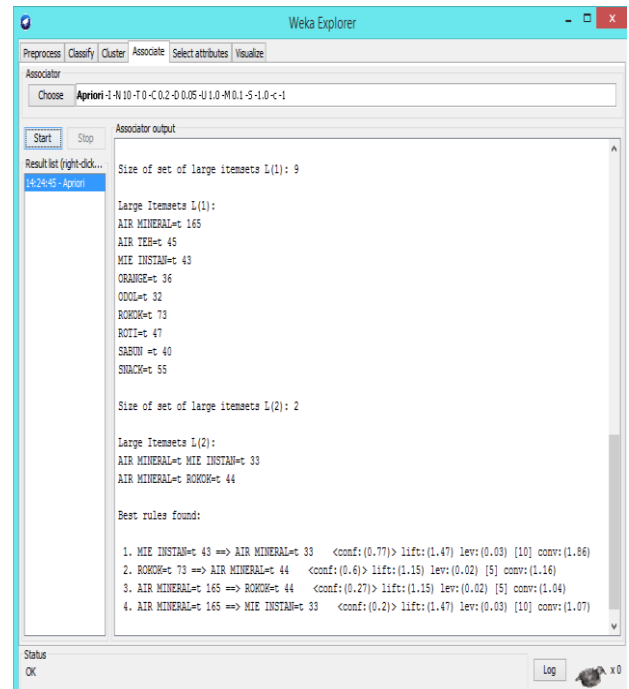 Weka Explorer
Preprocess Classify Cluster Associate Select attributes Visualize
Associator
Choose Apriori -I -N 10 -T 0 -C 0.2 -D 0.05 -U 1.0 -M 0.1 -S -1.0 -c -1
Start Stop
Result list (right-click...
14:24:45 - Apriori
Associator output
Size of set of large itemsets L(1): 9
Large Itemsets L(1):
AIR MINERAL=t 165
AIR TEH=t 45
MIE INSTAN=t 43
ORANGE=t 36
ODOL=t 32
ROKOK=t 73
ROTI=t 47
SABUN =t 40
SNACK=t 55
Size of set of large itemsets L(2): 2
Large Itemsets L(2):
AIR MINERAL=t MIE INSTAN=t 33
AIR MINERAL=t ROKOK=t 44
Best rules found:
1. MIE INSTAN=t 43 ==> AIR MINERAL=t 33 <conf:(0.77)> lift:(1.47) lev:(0.03) [10] conv:(1.86)
2. ROKOK=t 73 ==> AIR MINERAL=t 44 <conf:(0.6)> lift:(1.15) lev:(0.02) [5] conv:(1.16)
3. AIR MINERAL=t 165 ==> ROKOK=t 44 <conf:(0.27)> lift:(1.15) lev:(0.02) [5] conv:(1.04)
4. AIR MINERAL=t 165 ==> MIE INSTAN=t 33 <conf:(0.2)> lift:(1.47) lev:(0.03) [10] conv:(1.07)
Status
OK
Log
x 0